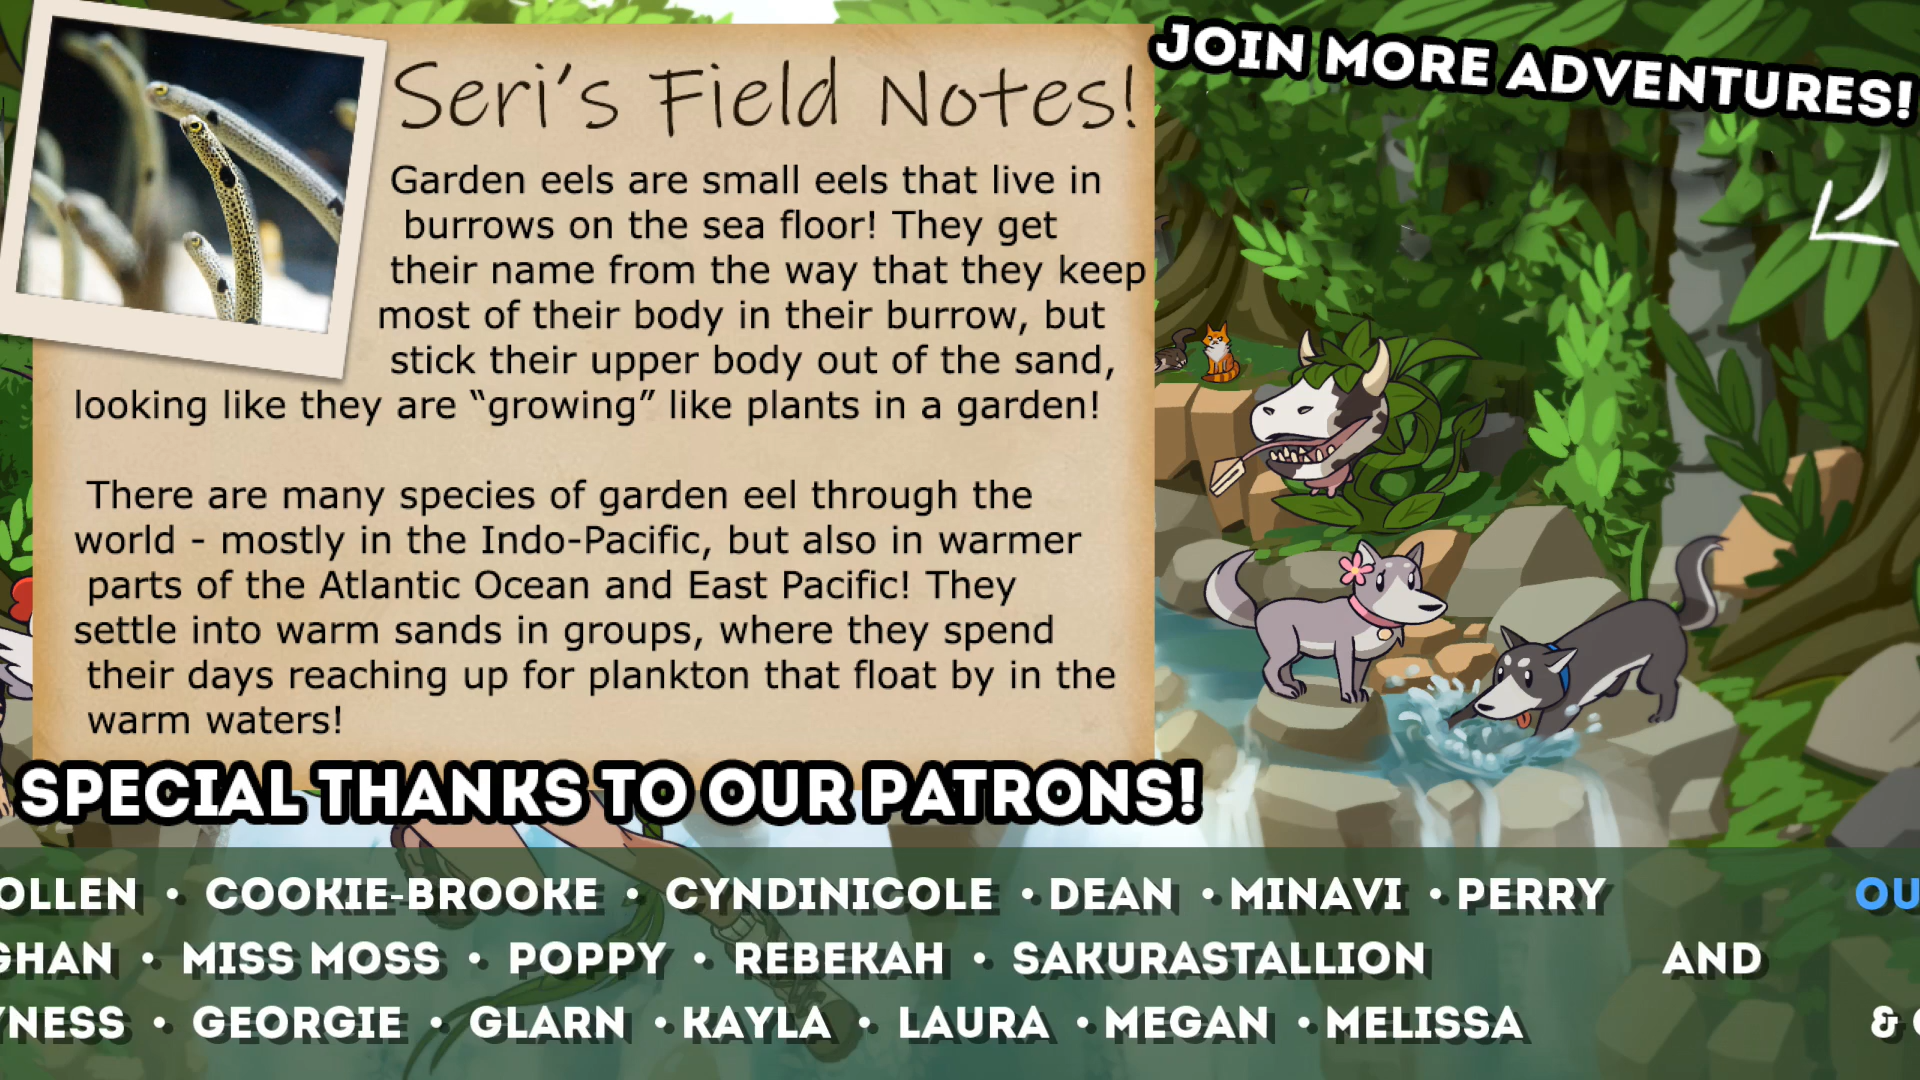 Seri's Field Notes!
JOIN MORE ADVENTURES!
Garden eels are small eels that live in
burrows on the sea floor! They get
their name from the way that they keep
most of their body in their burrow, but
stick their upper body out of the sand,
looking like they are “growing” like plants in a garden!
There are many species of garden eel through the
world - mostly in the Indo-Pacific, but also in warmer
parts of the Atlantic Ocean and East Pacific! They
settle into warm sands in groups, where they spend
their days reaching up for plankton that float by in the
warm waters!
SPECIAL THANKS TO OUR PATRONS!
OLLEN • COOKIE-BROOKE • CYNDINICOLE • DEAN • MINAVI • PERRY OU
GHAN • MISS MOSS • POPPY • REBEKAH • SAKURASTALLION AND
YNESS • GEORGIE • GLARN • KAYLA • LAURA • MEGAN • MELISSA &